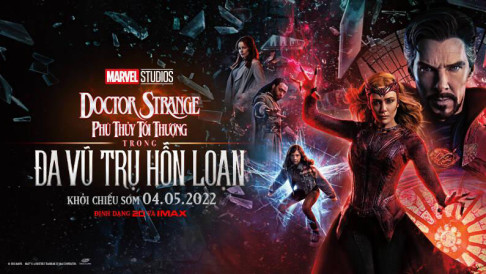 MARVEL STUDIOS
DOCTOR STRANGE
PHÙ THỦY TỐI THƯỢNG
TRONG
ĐA VŨ TRỤ HỖN LOẠN
KHỞI CHIẾU SỚM 04.05.2022
ĐỊNH DẠNG 2D VÀ IMAX